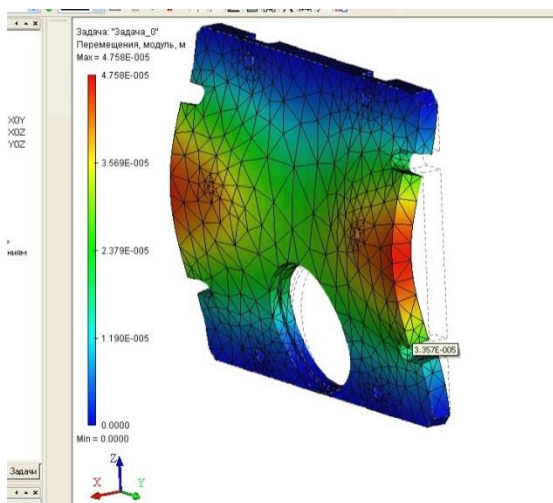 Задача: "Задача_0"
Перемещения, модуль, м
Max = 4.758E-005
4.758E-005
X0Y
X0Z
Y0Z
3.569E-005
2.379E-005
ниям
1.190E-005
3.357E-005
0.0000
Min = 0.0000
Z
X
Y
Задачи